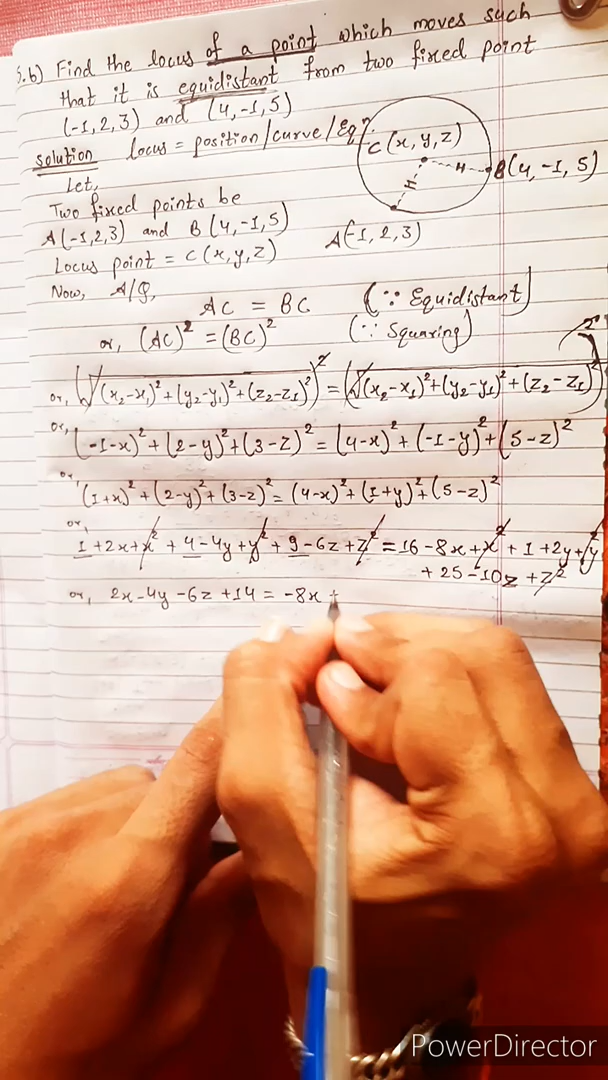 5.b) Find the locus of a point which moves such
that it is equidistant from two fixed point
(-1,2,3) and (4,-1,5)
solution locus = position/curve/Eqⁿ.
C(x,y,z)
B(4,-1,5)
A(-1,2,3)
Let,
Two fixed points be
A(-1,2,3) and B(4,-1,5)
Locus point = C(x,y,z)
Now, A/Q,
AC = BC (∵ Equidistant)
or, (AC)² = (BC)² (∵ Squaring)
or, (√(x₂-x₁)²+(y₂-y₁)²+(z₂-z₁)²)² = (√(x₂-x₁)²+(y₂-y₁)²+(z₂-z₁)²)²
or, (-1-x)²+(2-y)²+(3-z)² = (4-x)²+(-1-y)²+(5-z)²
or, (1+x)²+(2-y)²+(3-z)² = (4-x)²+(1+y)²+(5-z)²
or, 1+2x+x²+4-4y+y²+9-6z+z² = 16-8x+x²+1+2y+y²
+25-10z+z²
or, 2x-4y-6z+14 = -8x +
PowerDirector